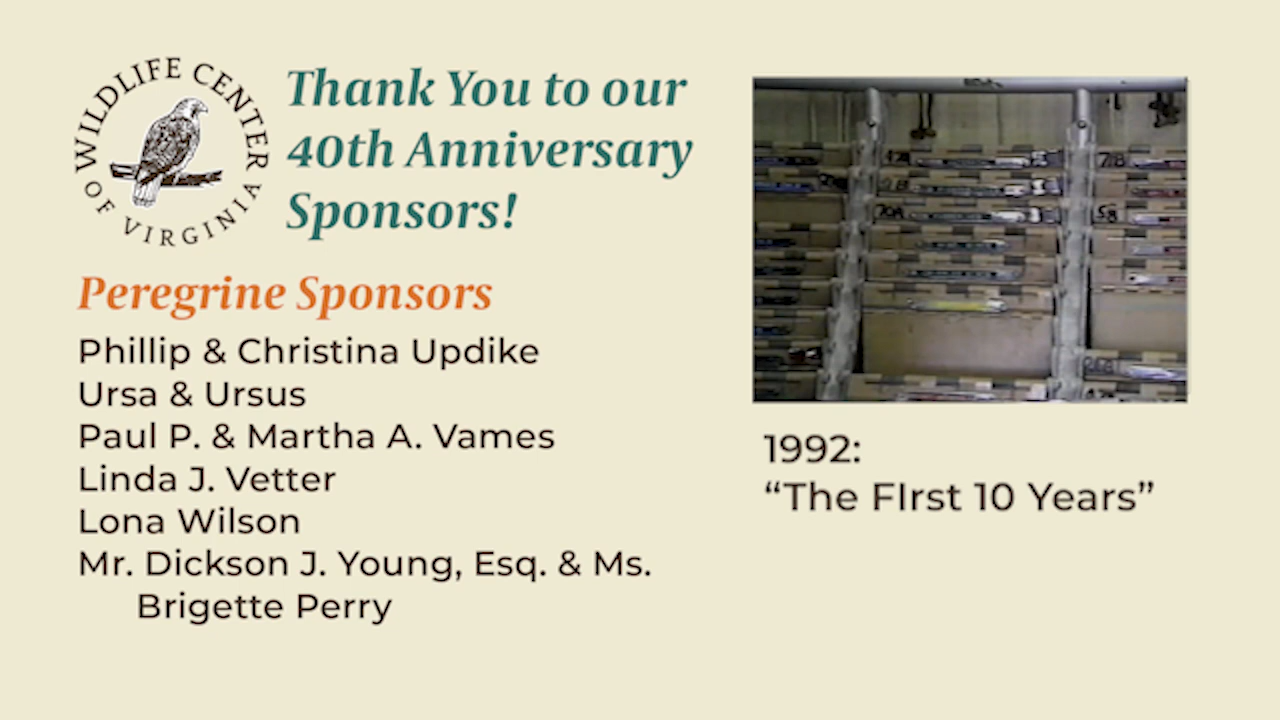 WILDLIFE CENTER
OF VIRGINIA
Thank You to our
40th Anniversary
Sponsors!
Peregrine Sponsors
Phillip & Christina Updike
Ursa & Ursus
Paul P. & Martha A. Vames
Linda J. Vetter
Lona Wilson
Mr. Dickson J. Young, Esq. & Ms.
Brigette Perry
1992:
“The FIrst 10 Years”